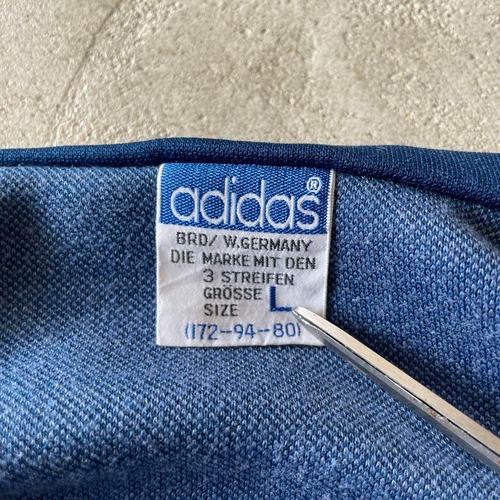 adidas®
BRD/ W.GERMANY
DIE MARKE MIT DEN
3 STREIFEN
GRÖSSE L
SIZE
(172-94-80)